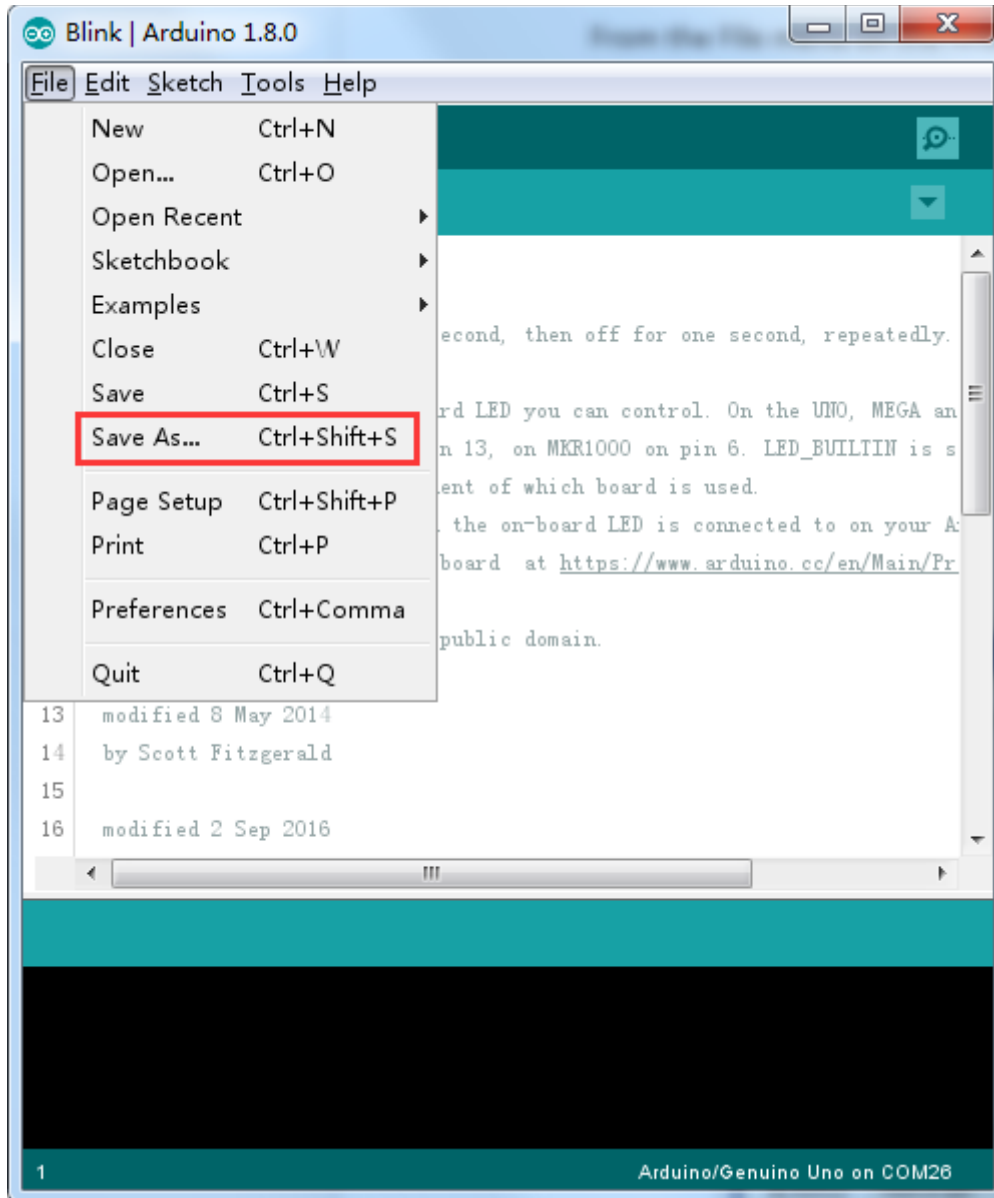 Blink | Arduino 1.8.0
File Edit Sketch Tools Help
New Ctrl+N
Open... Ctrl+O
Open Recent
Sketchbook
Examples
Close Ctrl+W
Save Ctrl+S
Save As... Ctrl+Shift+S
Page Setup Ctrl+Shift+P
Print Ctrl+P
Preferences Ctrl+Comma
Quit Ctrl+Q
econd, then off for one second, repeatedly.
rd LED you can control. On the UNO, MEGA an
n 13, on MKR1000 on pin 6. LED_BUILTIN is s
ent of which board is used.
the on-board LED is connected to on your A
board at https://www.arduino.cc/en/Main/Pr
public domain.
13 modified 8 May 2014
14 by Scott Fitzgerald
15
16 modified 2 Sep 2016
1 Arduino/Genuino Uno on COM26